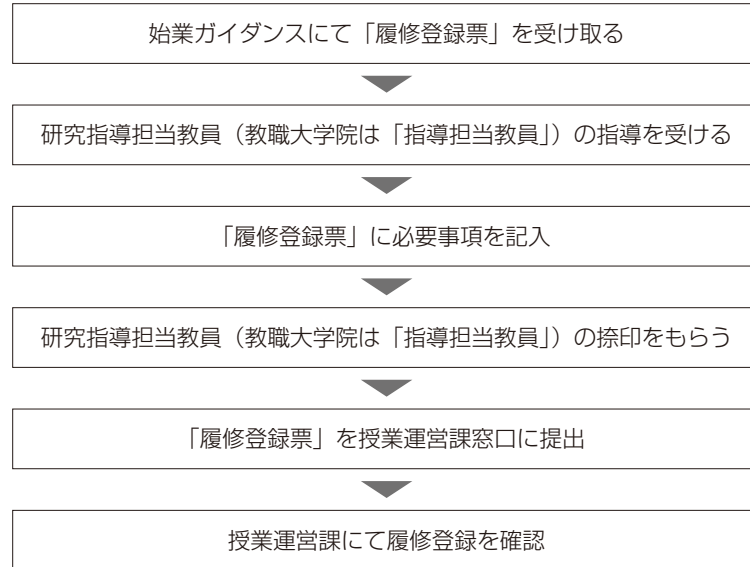 始業ガイダンスにて「履修登録票」を受け取る
研究指導担当教員（教職大学院は「指導担当教員」）の指導を受ける
「履修登録票」に必要事項を記入
研究指導担当教員（教職大学院は「指導担当教員」）の捺印をもらう
「履修登録票」を授業運営課窓口に提出
授業運営課にて履修登録を確認